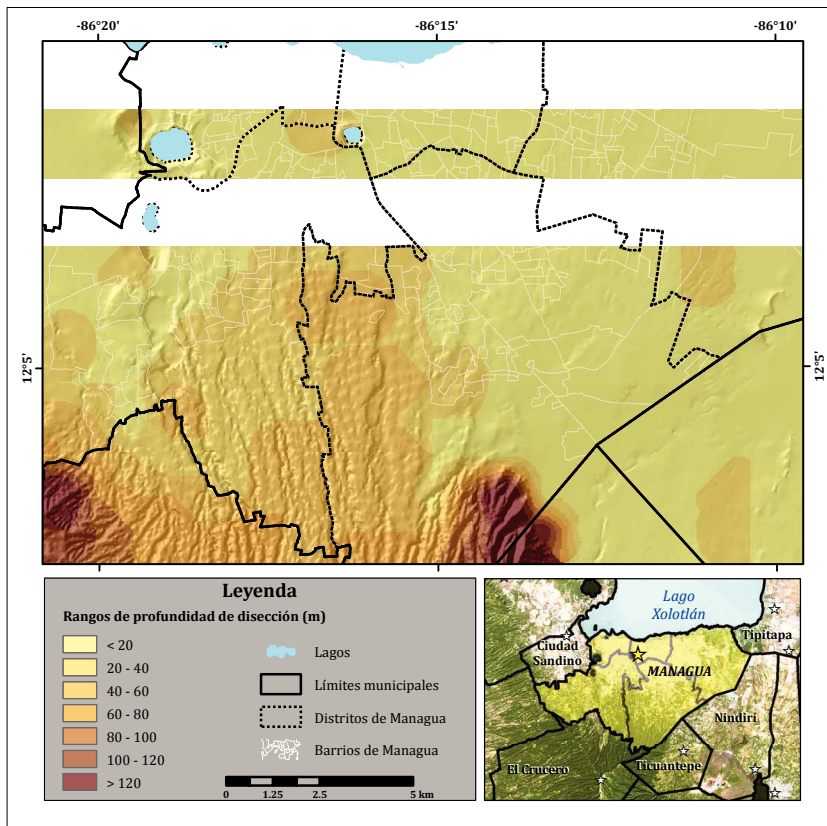 -86°20'
-86°15'
-86°10'
12°5'
12°5'
Leyenda
Rangos de profundidad de disección (m)
< 20
20 - 40
40 - 60
60 - 80
80 - 100
100 - 120
> 120
Lagos
Límites municipales
Distritos de Managua
Barrios de Managua
0 1.25 2.5 5 km
Lago
Xolotlán
Ciudad
Sandino
Tipitapa
MANAGUA
Nindirí
El Crucero
Ticuantepe